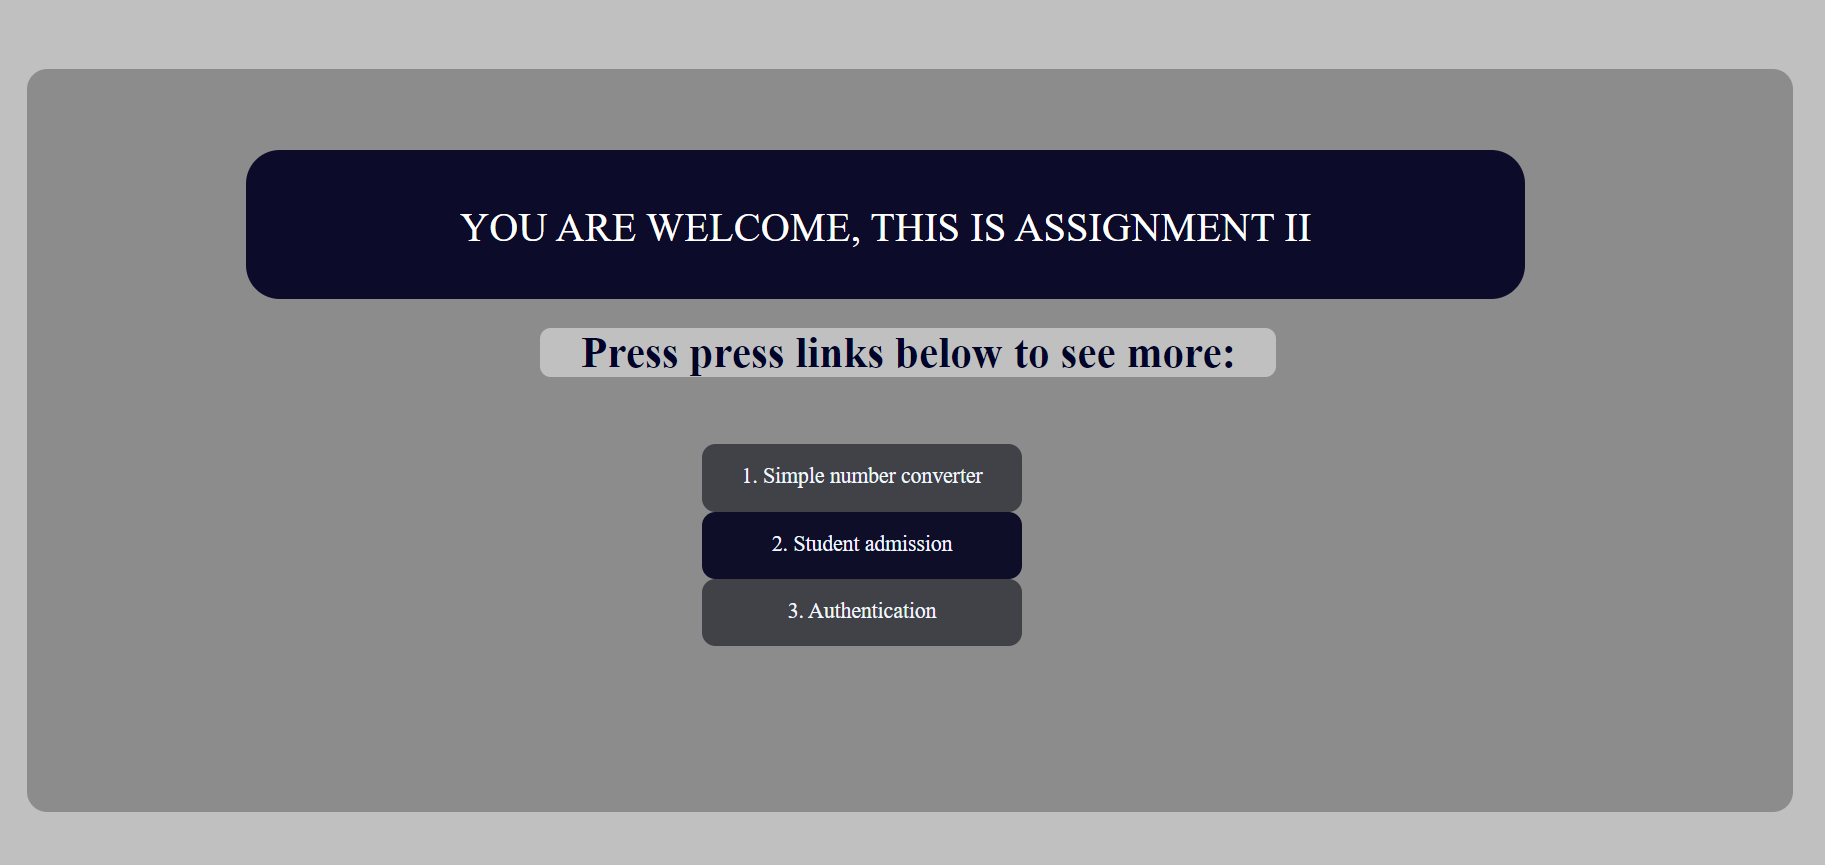 YOU ARE WELCOME, THIS IS ASSIGNMENT II
Press press links below to see more:
1. Simple number converter
2. Student admission
3. Authentication